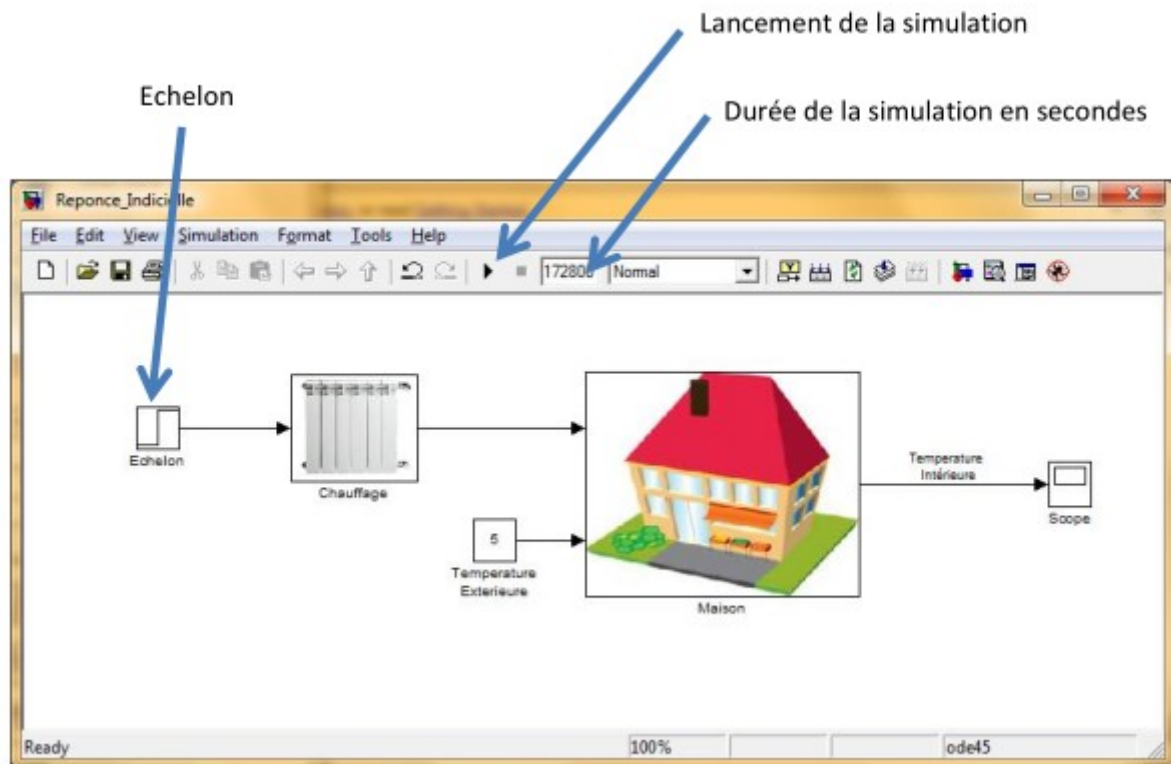 Lancement de la simulation
Echelon
Durée de la simulation en secondes
Reponce_Indicielle
File Edit View Simulation Format Tools Help
172800 Normal
Echelon
Chauffage
5
Temperature
Exterieure
Maison
Temperature
Intérieure
Scope
Ready 100% ode45